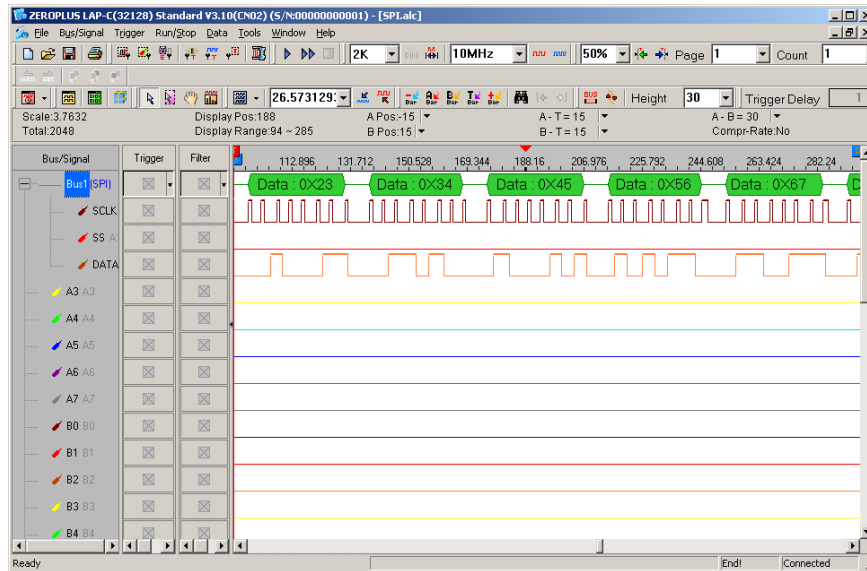 ZEROPLUS LAP-C(32128) Standard V3.10(CN02) (S/N:00000000001) - [SPI.alc]
File Bus/Signal Trigger Run/Stop Data Tools Window Help
2K 10MHz 50% Page 1 Count 1
26.573129: Bar Bar Bar Bar Bar BUS Height 30 Trigger Delay 1
Scale:3.7632 Display Pos:188 A Pos:-15 A - T = 15 A - B = 30
Total:2048 Display Range:94 ~ 285 B Pos:15 B - T = 15 Compr-Rate:No
Bus/Signal Trigger Filter 112.896 131.712 150.528 169.344 188.16 206.976 225.792 244.608 263.424 282.24
Bus1 (SPI) Data : 0X23 Data : 0X34 Data : 0X45 Data : 0X56 Data : 0X67
SCLK
SS
DATA
A3 A3
A4 A4
A5 A5
A6 A6
A7 A7
B0 B0
B1 B1
B2 B2
B3 B3
B4 B4
Ready End! Connected